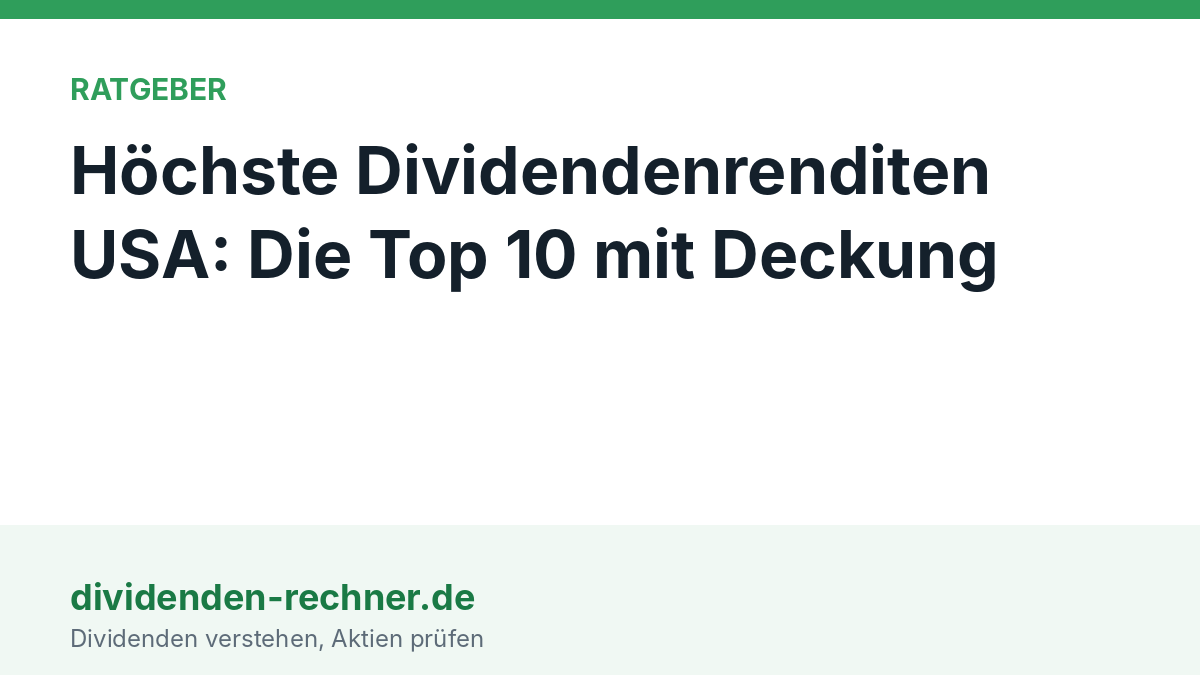 RATGEBER
Höchste Dividendenrenditen
USA: Die Top 10 mit Deckung
dividenden-rechner.de
Dividenden verstehen, Aktien prüfen